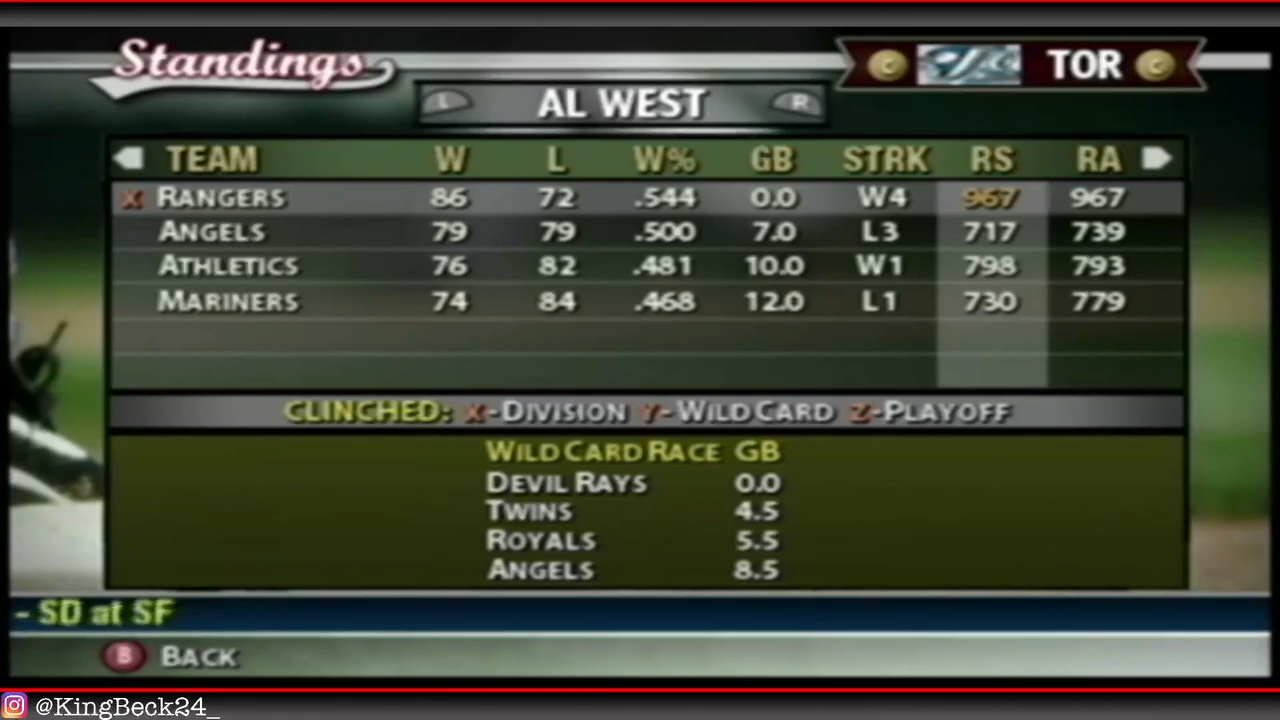 Standings
C TOR C
L AL WEST R
TEAM W L W% GB STRK RS RA
X RANGERS 86 72 .544 0.0 W4 967 967
ANGELS 79 79 .500 7.0 L3 717 739
ATHLETICS 76 82 .481 10.0 W1 798 793
MARINERS 74 84 .468 12.0 L1 730 779
CLINCHED: X-DIVISION Y-WILD CARD Z-PLAYOFF
WILD CARD RACE GB
DEVIL RAYS 0.0
TWINS 4.5
ROYALS 5.5
ANGELS 8.5
- SD at SF
B BACK
@KingBeck24_